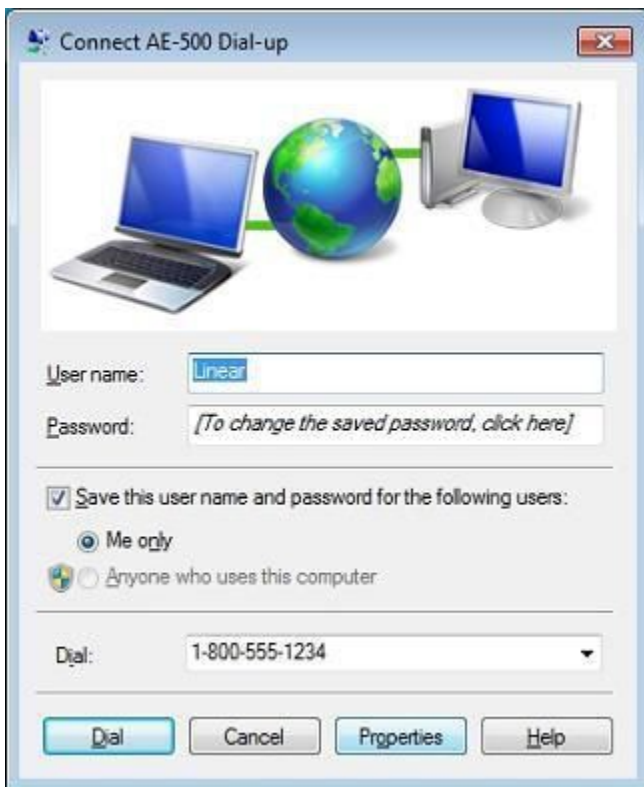 Connect AE-500 Dial-up
User name:
Linear
Password:
[To change the saved password, click here]
Save this user name and password for the following users:
Me only
Anyone who uses this computer
Dial:
1-800-555-1234
Dial
Cancel
Properties
Help